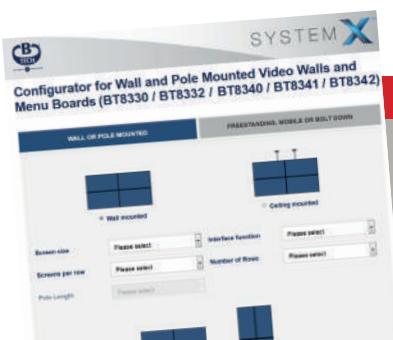 B
TECH
SYSTEM X
Configurator for Wall and Pole Mounted Video Walls and
Menu Boards (BT8330 / BT8332 / BT8340 / BT8341 / BT8342)
WALL OR POLE MOUNTED
FREESTANDING, MOBILE OR BOLT DOWN
Wall mounted
Ceiling mounted
Screen size
Please select
Interface function
Please select
Screens per row
Please select
Number of Rows
Please select
Pole Length
Please select